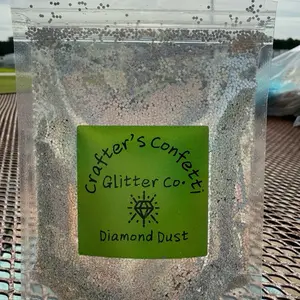 Crafter's Confetti
Glitter Co.
Diamond Dust